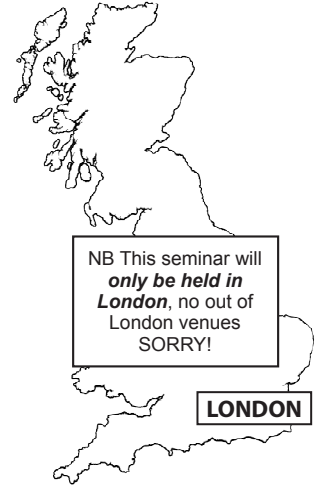 NB This seminar will
only be held in
London, no out of
London venues
SORRY!
LONDON